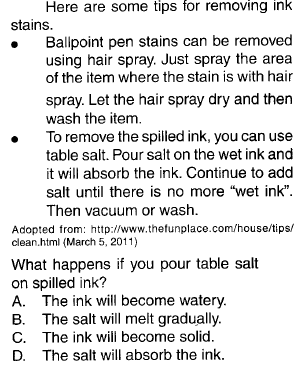 Here are some tips for removing ink
stains.
● Ballpoint pen stains can be removed
using hair spray. Just spray the area
of the item where the stain is with hair
spray. Let the hair spray dry and then
wash the item.
● To remove the spilled ink, you can use
table salt. Pour salt on the wet ink and
it will absorb the ink. Continue to add
salt until there is no more “wet ink”.
Then vacuum or wash.
Adopted from: http://www.thefunplace.com/house/tips/
clean.html (March 5, 2011)
What happens if you pour table salt
on spilled ink?
A. The ink will become watery.
B. The salt will melt gradually.
C. The ink will become solid.
D. The salt will absorb the ink.